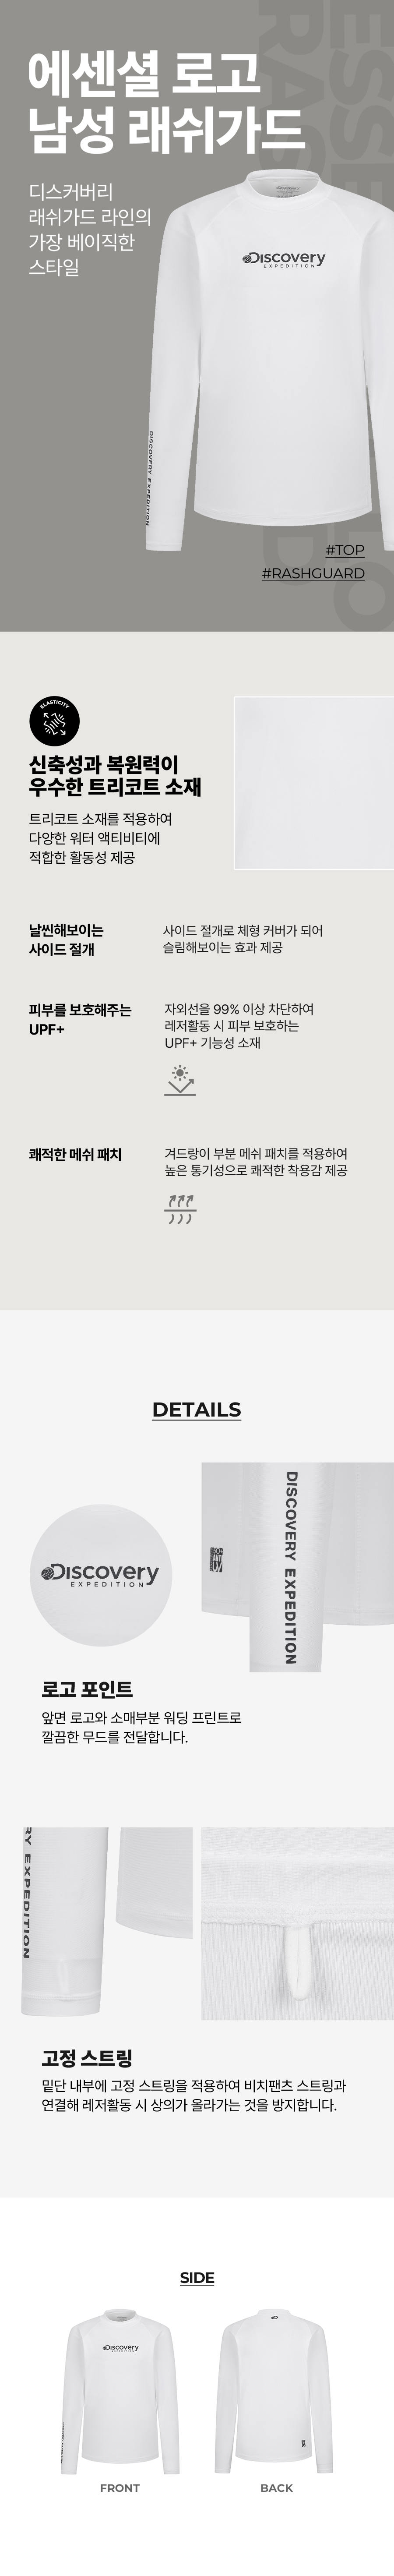 에센셜 로고
남성 래쉬가드
디스커버리
래쉬가드 라인의
가장 베이직한
스타일
Discovery
EXPEDITION
DISCOVERY EXPEDITION
#TOP
#RASHGUARD
ELASTICITY
신축성과 복원력이
우수한 트리코트 소재
트리코트 소재를 적용하여
다양한 워터 액티비티에
적합한 활동성 제공
날씬해보이는
사이드 절개
사이드 절개로 체형 커버가 되어
슬림해보이는 효과 제공
피부를 보호해주는
UPF+
자외선을 99% 이상 차단하여
레저활동 시 피부 보호하는
UPF+ 기능성 소재
쾌적한 메쉬 패치
겨드랑이 부분 메쉬 패치를 적용하여
높은 통기성으로 쾌적한 착용감 제공
DETAILS
Discovery
EXPEDITION
DISCOVERY EXPEDITION
로고 포인트
앞면 로고와 소매부분 워딩 프린트로
깔끔한 무드를 전달합니다.
RY EXPEDITION
고정 스트링
밑단 내부에 고정 스트링을 적용하여 비치팬츠 스트링과
연결해 레저활동 시 상의가 올라가는 것을 방지합니다.
SIDE
Discovery
FRONT
BACK